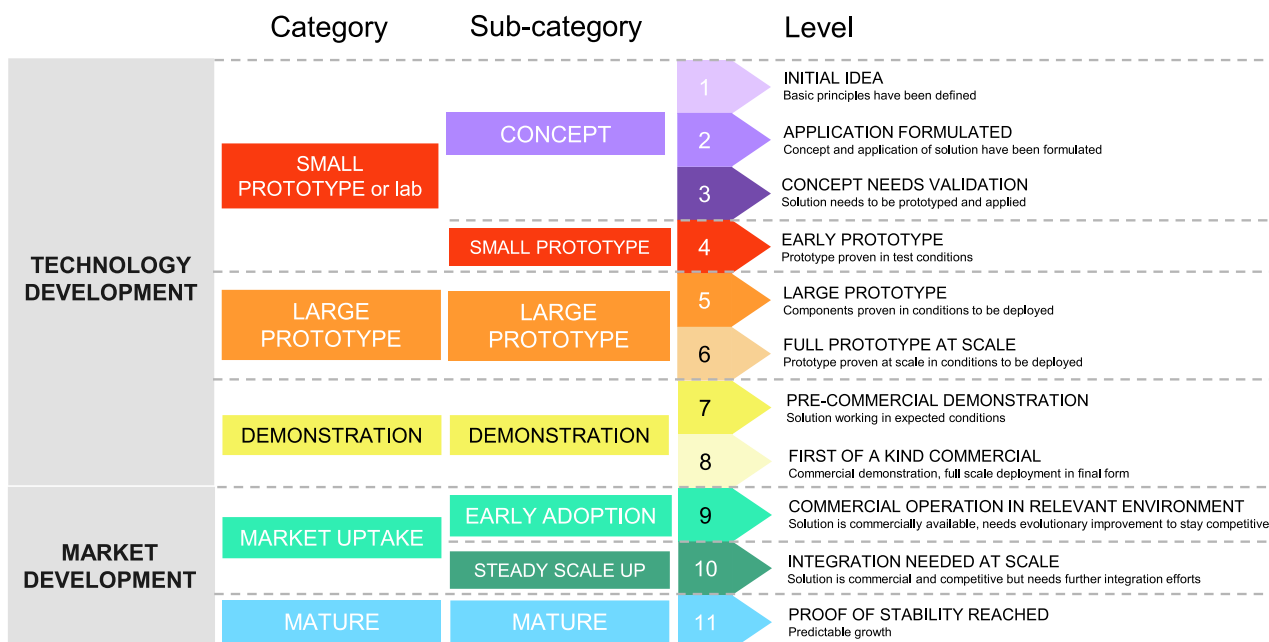 Category
Sub-category
Level
TECHNOLOGY
DEVELOPMENT
SMALL
PROTOTYPE or lab
CONCEPT
1
INITIAL IDEA
Basic principles have been defined
2
APPLICATION FORMULATED
Concept and application of solution have been formulated
3
CONCEPT NEEDS VALIDATION
Solution needs to be prototyped and applied
SMALL PROTOTYPE
4
EARLY PROTOTYPE
Prototype proven in test conditions
LARGE
PROTOTYPE
LARGE
PROTOTYPE
5
LARGE PROTOTYPE
Components proven in conditions to be deployed
6
FULL PROTOTYPE AT SCALE
Prototype proven at scale in conditions to be deployed
DEMONSTRATION
DEMONSTRATION
7
PRE-COMMERCIAL DEMONSTRATION
Solution working in expected conditions
8
FIRST OF A KIND COMMERCIAL
Commercial demonstration, full scale deployment in final form
MARKET
DEVELOPMENT
MARKET UPTAKE
EARLY ADOPTION
9
COMMERCIAL OPERATION IN RELEVANT ENVIRONMENT
Solution is commercially available, needs evolutionary improvement to stay competitive
STEADY SCALE UP
10
INTEGRATION NEEDED AT SCALE
Solution is commercial and competitive but needs further integration efforts
MATURE
MATURE
11
PROOF OF STABILITY REACHED
Predictable growth